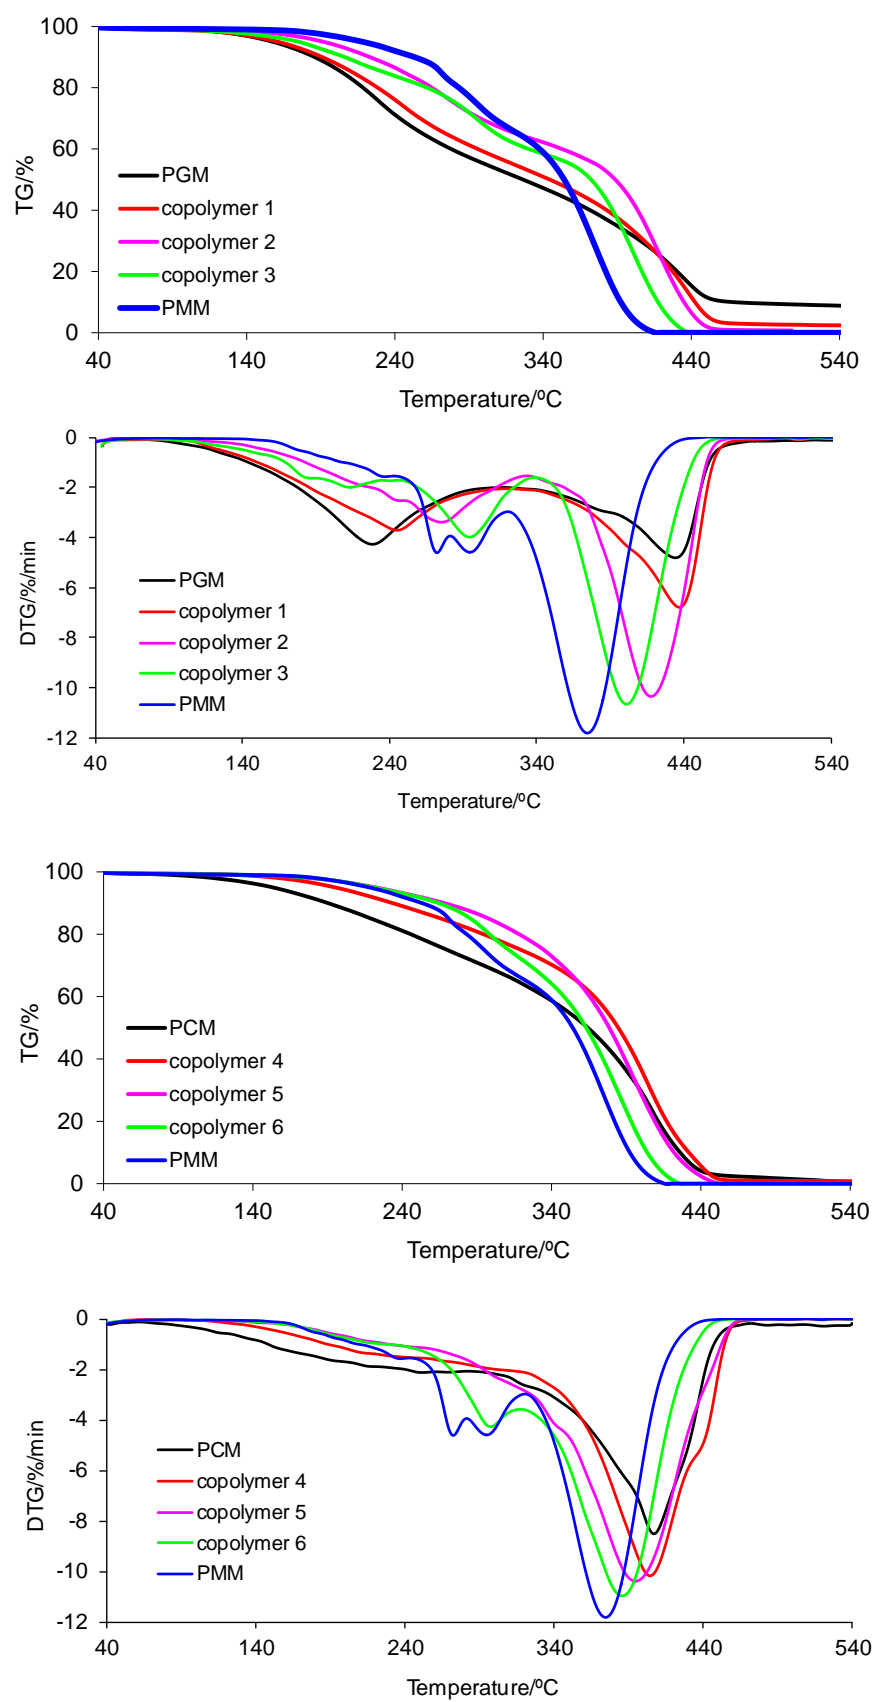 100
80
60
40
20
0
TG/%
PGM
copolymer 1
copolymer 2
copolymer 3
PMM
40 140 240 340 440 540
Temperature/ºC
0
-2
-4
-6
-8
-10
-12
DTG/%/min
PGM
copolymer 1
copolymer 2
copolymer 3
PMM
40 140 240 340 440 540
Temperature/ºC
100
80
60
40
20
0
TG/%
PCM
copolymer 4
copolymer 5
copolymer 6
PMM
40 140 240 340 440 540
Temperature/ºC
0
-2
-4
-6
-8
-10
-12
DTG/%/min
PCM
copolymer 4
copolymer 5
copolymer 6
PMM
40 140 240 340 440 540
Temperature/ºC